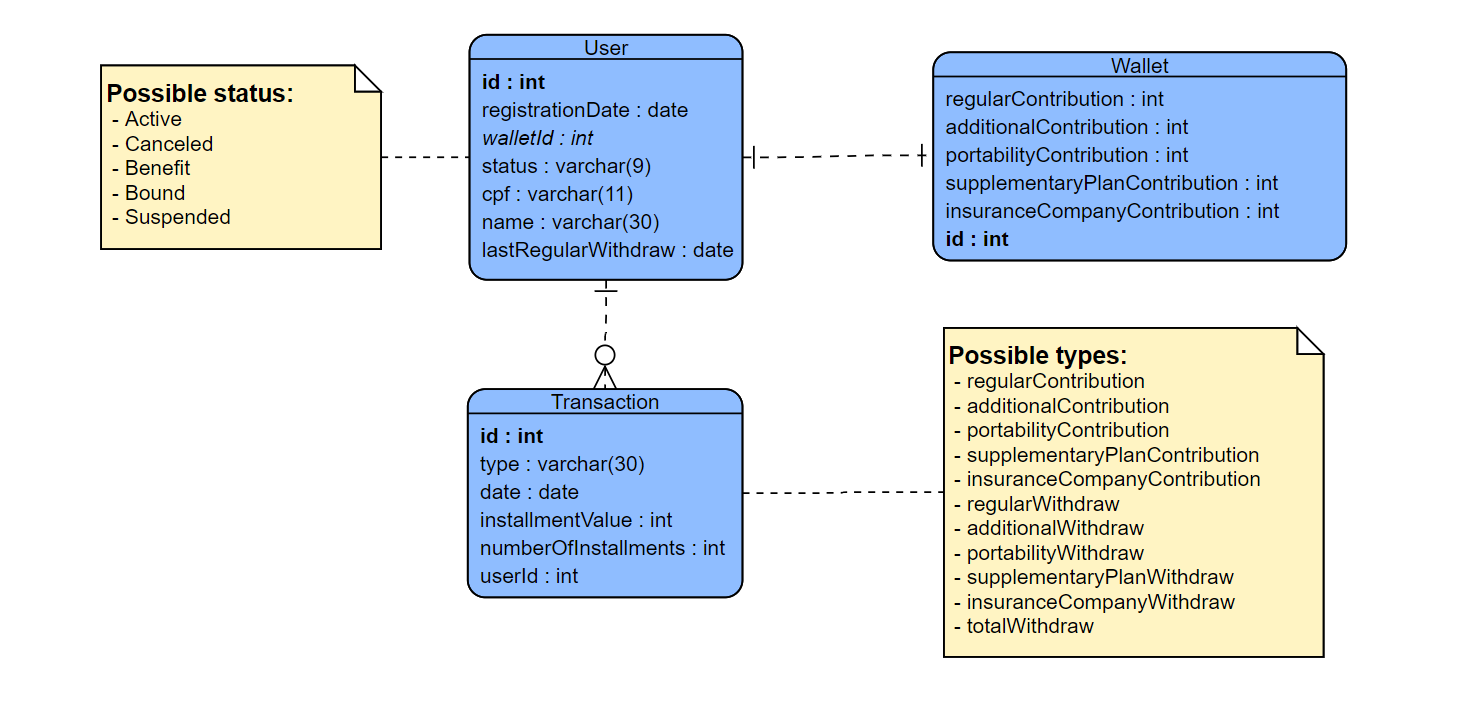 Possible status:
- Active
- Canceled
- Benefit
- Bound
- Suspended
User
id : int
registrationDate : date
walletId : int
status : varchar(9)
cpf : varchar(11)
name : varchar(30)
lastRegularWithdraw : date
Wallet
regularContribution : int
additionalContribution : int
portabilityContribution : int
supplementaryPlanContribution : int
insuranceCompanyContribution : int
id : int
Transaction
id : int
type : varchar(30)
date : date
installmentValue : int
numberOfInstallments : int
userId : int
Possible types:
- regularContribution
- additionalContribution
- portabilityContribution
- supplementaryPlanContribution
- insuranceCompanyContribution
- regularWithdraw
- additionalWithdraw
- portabilityWithdraw
- supplementaryPlanWithdraw
- insuranceCompanyWithdraw
- totalWithdraw